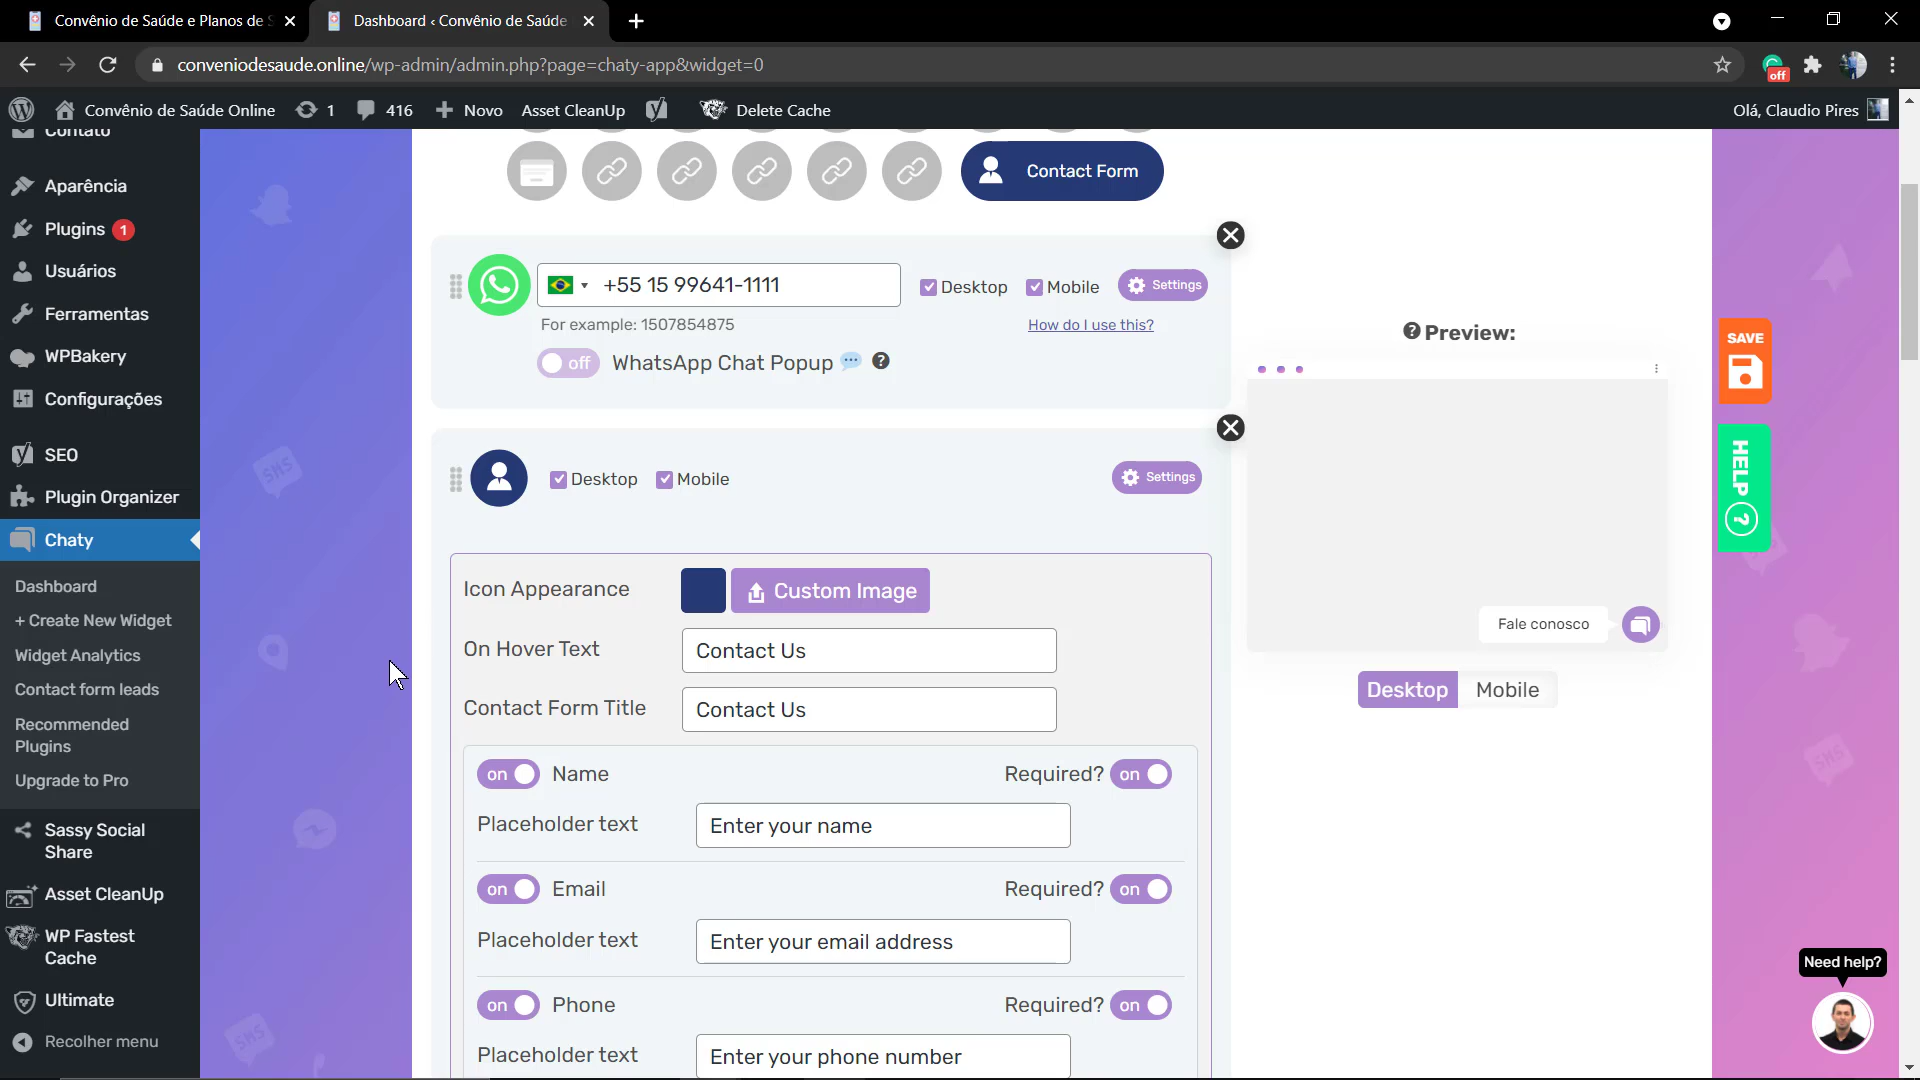 Convênio de Saúde e Planos de S
Dashboard ‹ Convênio de Saúde
conveniodesaude.online/wp-admin/admin.php?page=chaty-app&widget=0
off
Convênio de Saúde Online
1
416
Novo
Asset CleanUp
Delete Cache
Olá, Claudio Pires
Contato
Aparência
Plugins 1
Usuários
Ferramentas
WPBakery
Configurações
SEO
Plugin Organizer
Chaty
Dashboard
+ Create New Widget
Widget Analytics
Contact form leads
Recommended
Plugins
Upgrade to Pro
Sassy Social
Share
Asset CleanUp
WP Fastest
Cache
Ultimate
Recolher menu
Contact Form
+55 15 99641-1111
Desktop
Mobile
Settings
For example: 1507854875
How do I use this?
off
WhatsApp Chat Popup
?
Desktop
Mobile
Settings
Icon Appearance
Custom Image
On Hover Text
Contact Us
Contact Form Title
Contact Us
on Name
Required? on
Placeholder text
Enter your name
on Email
Required? on
Placeholder text
Enter your email address
on Phone
Required? on
Placeholder text
Enter your phone number
? Preview:
Fale conosco
Desktop
Mobile
SAVE
HELP ?
SMS
SMS
SMS
SMS
Need help?